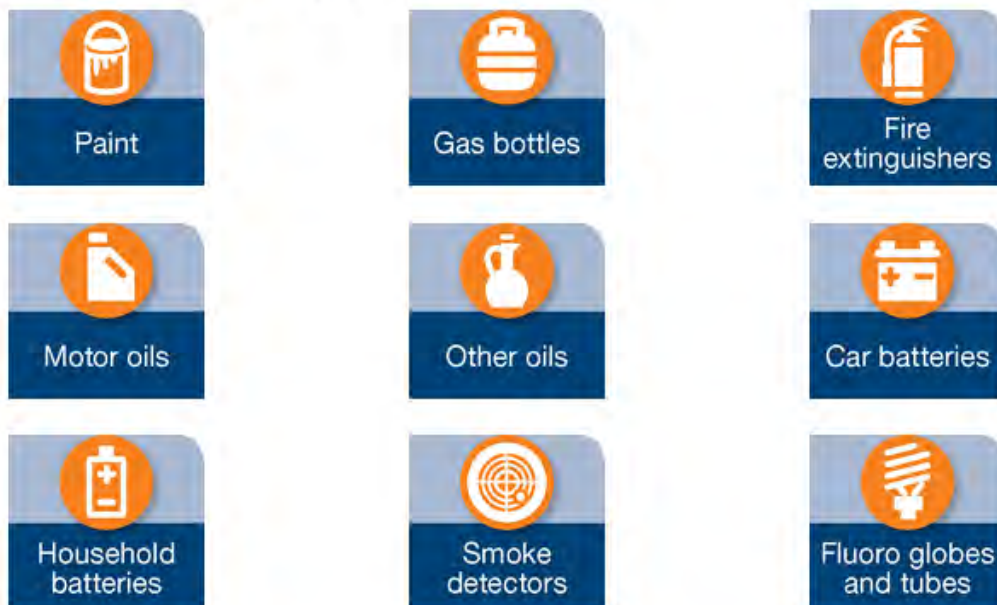 Paint
Gas bottles
Fire
extinguishers
Motor oils
Other oils
Car batteries
Household
batteries
Smoke
detectors
Fluoro globes
and tubes